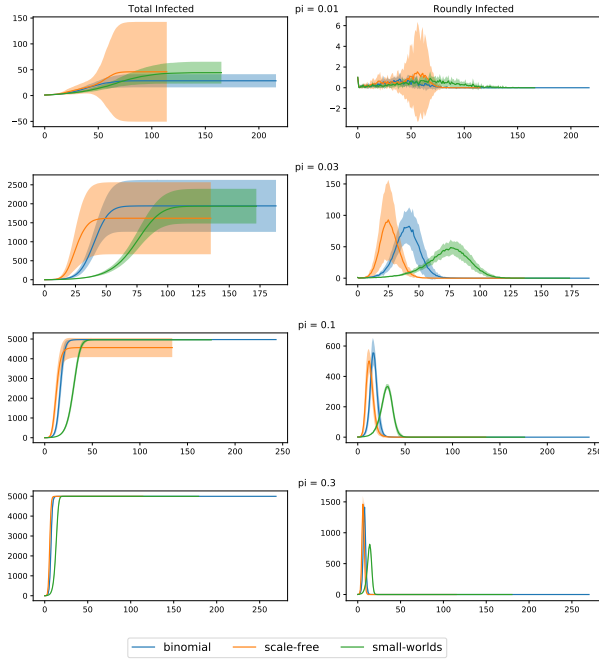 Total Infected
pi = 0.01
Roundly Infected
150
100
50
0
−50
0 50 100 150 200
6
4
2
0
−2
0 50 100 150 200
pi = 0.03
2500
2000
1500
1000
500
0
0 25 50 75 100 125 150 175
150
100
50
0
0 25 50 75 100 125 150 175
pi = 0.1
5000
4000
3000
2000
1000
0
0 50 100 150 200 250
600
400
200
0
0 50 100 150 200 250
pi = 0.3
5000
4000
3000
2000
1000
0
0 50 100 150 200 250
1500
1000
500
0
0 50 100 150 200 250
binomial scale-free small-worlds